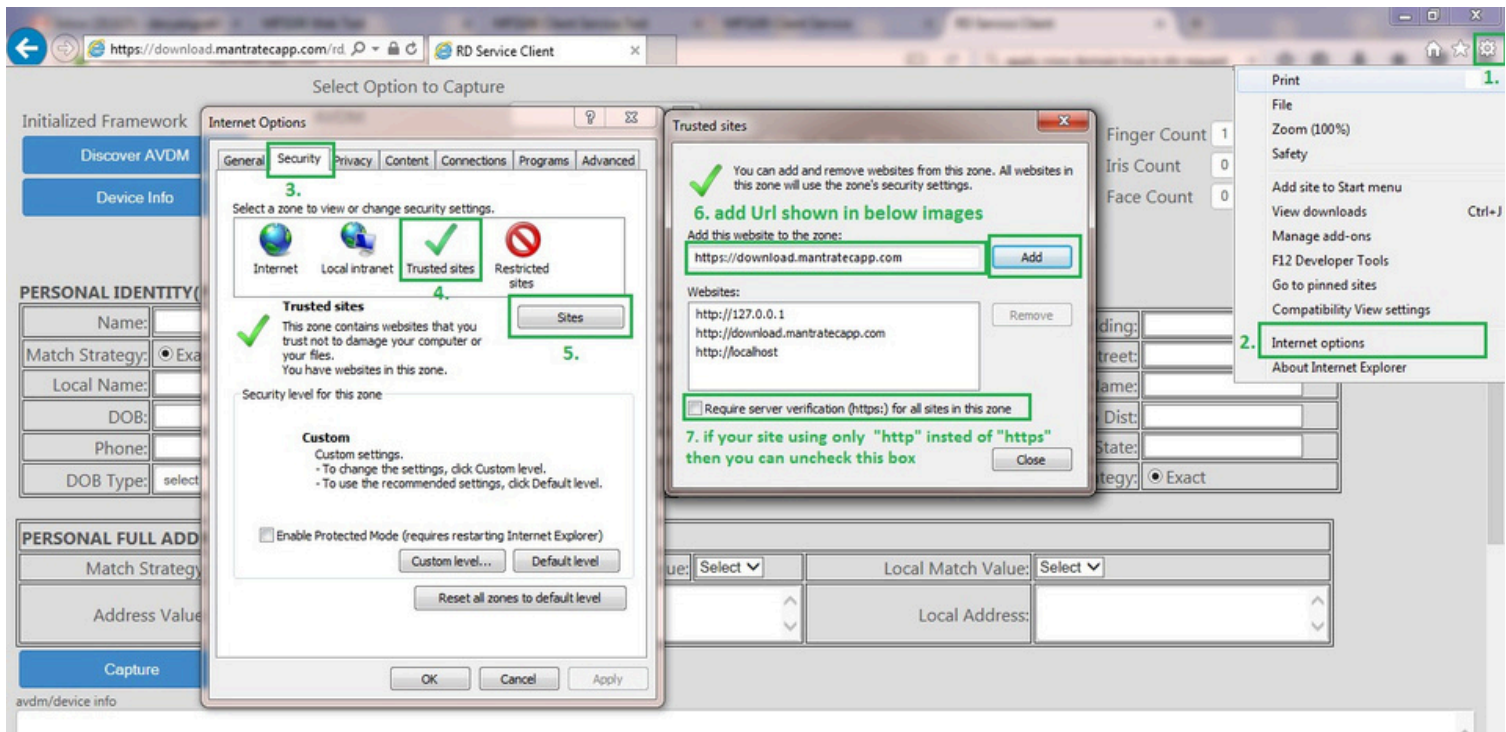 https://download.mantratecapp.com/rd
RD Service Client
Select Option to Capture
Initialized Framework
Discover AVDM
Device Info
Finger Count 1
Iris Count 0
Face Count 0
PERSONAL IDENTITY(
Name:
Match Strategy: Exa
Local Name:
DOB:
Phone:
DOB Type: select
lding:
treet:
ame:
Dist:
State:
tegy: Exact
PERSONAL FULL ADD
Match Strategy
ue: Select
Local Match Value: Select
Address Value
Local Address:
Capture
avdm/device info
Internet Options
General Security Privacy Content Connections Programs Advanced
3.
Select a zone to view or change security settings.
Internet Local intranet Trusted sites Restricted sites
4.
Trusted sites
This zone contains websites that you
trust not to damage your computer or
your files.
You have websites in this zone.
Sites
5.
Security level for this zone
Custom
Custom settings.
- To change the settings, click Custom level.
- To use the recommended settings, click Default level.
Enable Protected Mode (requires restarting Internet Explorer)
Custom level... Default level
Reset all zones to default level
OK Cancel Apply
Trusted sites
You can add and remove websites from this zone. All websites in
this zone will use the zone's security settings.
6. add Url shown in below images
Add this website to the zone:
https://download.mantratecapp.com Add
Websites:
http://127.0.0.1
http://download.mantratecapp.com
http://localhost
Remove
Require server verification (https:) for all sites in this zone
7. if your site using only "http" insted of "https"
then you can uncheck this box
Close
1.
Print
File
Zoom (100%)
Safety
Add site to Start menu
View downloads Ctrl+J
Manage add-ons
F12 Developer Tools
Go to pinned sites
Compatibility View settings
2. Internet options
About Internet Explorer